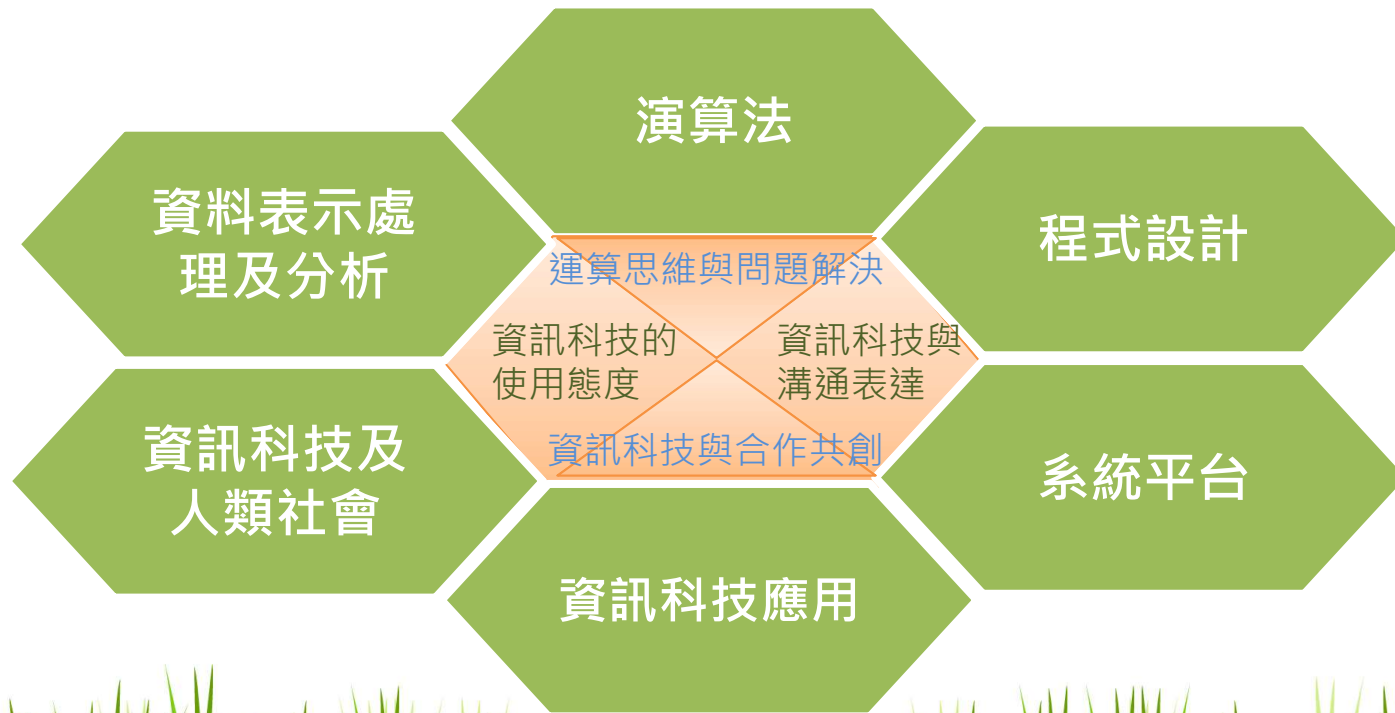 演算法
資料表示處
理及分析
程式設計
運算思維與問題解決
資訊科技的
使用態度
資訊科技與
溝通表達
資訊科技與合作共創
資訊科技及
人類社會
系統平台
資訊科技應用